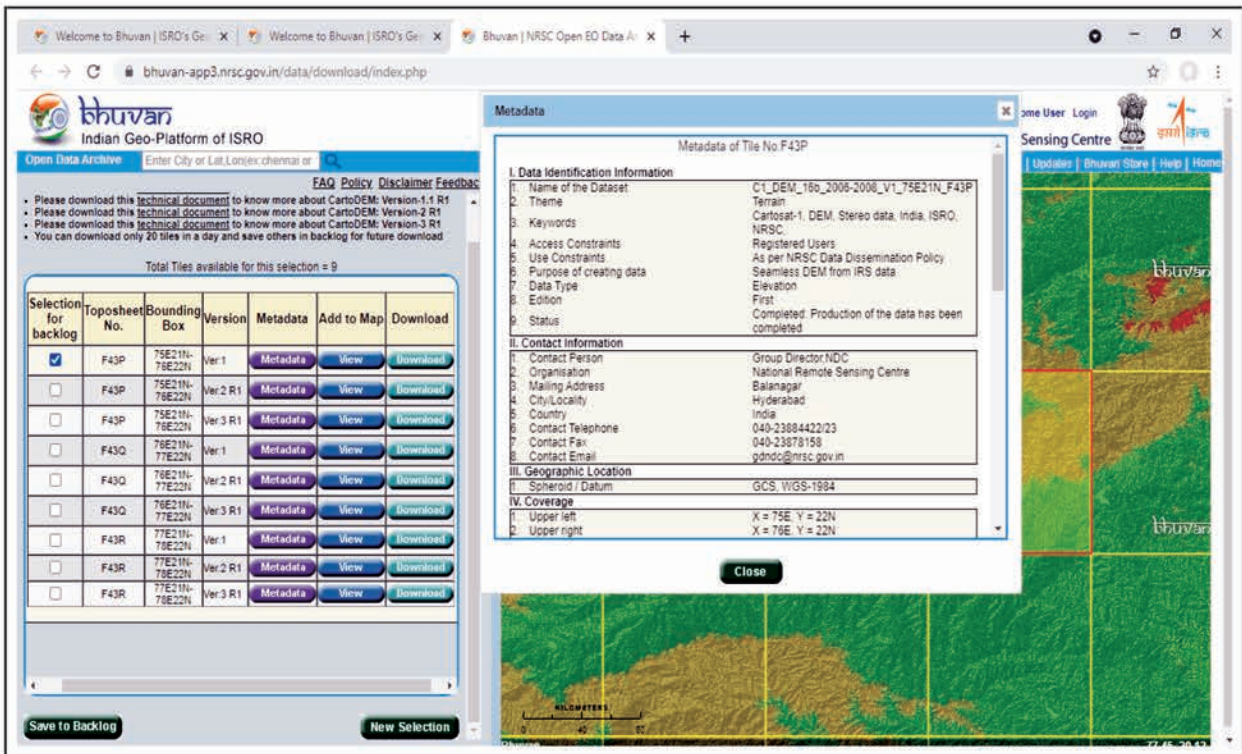 Welcome to Bhuvan | ISRO's Ge
Welcome to Bhuvan | ISRO's Ge
Bhuvan | NRSC Open EO Data A
bhuvan-app3.nrsc.gov.in/data/download/index.php
bhuvan
Indian Geo-Platform of ISRO
ome User Login
Sensing Centre
इसरो isro
Open Data Archive Enter City or Lat,Lon(ex:chennai or
| Updates | Bhuvan Store | Help | Home
FAQ Policy Disclaimer Feedbac
• Please download this technical document to know more about CartoDEM: Version-1.1 R1
• Please download this technical document to know more about CartoDEM: Version-2 R1
• Please download this technical document to know more about CartoDEM: Version-3 R1
• You can download only 20 tiles in a day and save others in backlog for future download
Total Tiles available for this selection = 9
Selection for backlog Toposheet No. Bounding Box Version Metadata Add to Map Download
F43P 75E21N-76E22N Ver:1 Metadata View Download
F43P 75E21N-76E22N Ver:2 R1 Metadata View Download
F43P 75E21N-76E22N Ver:3 R1 Metadata View Download
F43Q 76E21N-77E22N Ver:1 Metadata View Download
F43Q 76E21N-77E22N Ver:2 R1 Metadata View Download
F43Q 76E21N-77E22N Ver:3 R1 Metadata View Download
F43R 77E21N-78E22N Ver:1 Metadata View Download
F43R 77E21N-78E22N Ver:2 R1 Metadata View Download
F43R 77E21N-78E22N Ver:3 R1 Metadata View Download
Save to Backlog
New Selection
Metadata
Metadata of Tile No:F43P
I. Data Identification Information
1. Name of the Dataset C1_DEM_16b_2006-2008_V1_75E21N_F43P
2. Theme Terrain
3. Keywords Cartosat-1, DEM, Stereo data, India, ISRO,
NRSC,
4. Access Constraints Registered Users
5. Use Constraints As per NRSC Data Dissemination Policy
6. Purpose of creating data Seamless DEM from IRS data
7. Data Type Elevation
8. Edition First
9. Status Completed: Production of the data has been
completed
II. Contact Information
1. Contact Person Group Director,NDC
2. Organisation National Remote Sensing Centre
3. Mailing Address Balanagar
4. City/Locality Hyderabad
5. Country India
6. Contact Telephone 040-23884422/23
7. Contact Fax 040-23878158
8. Contact Email gdndc@nrsc.gov.in
III. Geographic Location
1. Spheroid / Datum GCS, WGS-1984
IV. Coverage
1. Upper left X = 75E, Y = 22N
2. Upper right X = 76E, Y = 22N
Close
bhuvan
bhuvan
KILOMETERS
0 40